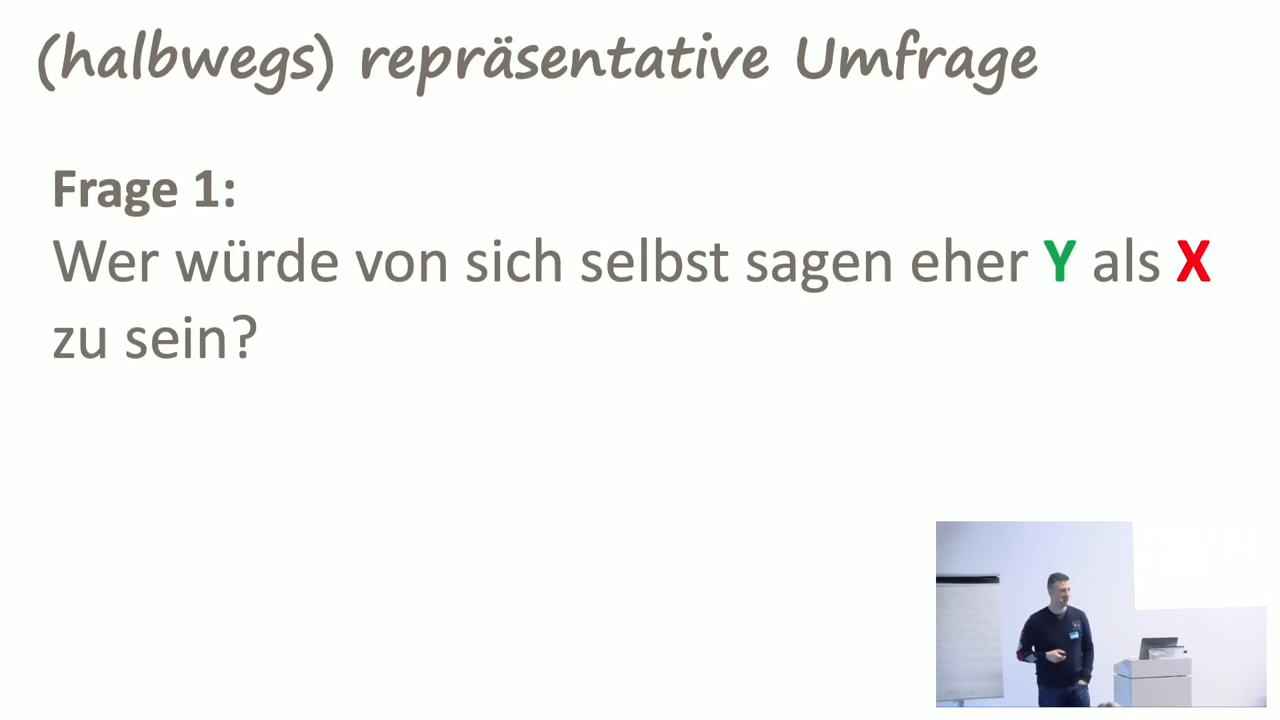 (halbwegs) repräsentative Umfrage
Frage 1:
Wer würde von sich selbst sagen eher Y als X
zu sein?